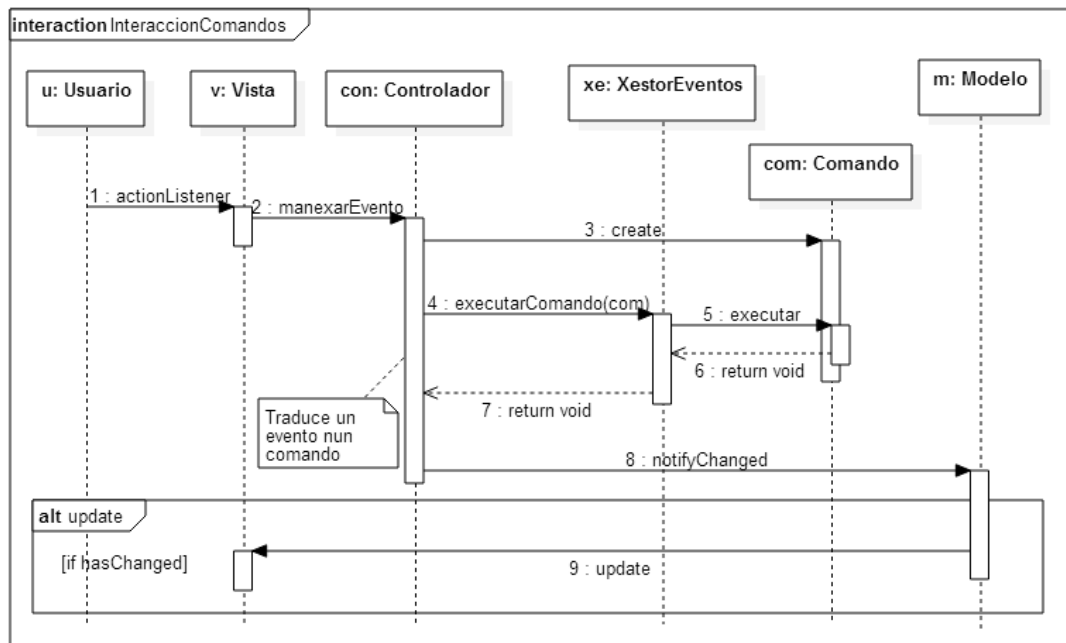 interaction InteraccionComandos
u: Usuario
v: Vista
con: Controlador
xe: XestorEventos
m: Modelo
com: Comando
1 : actionListener
2 : manexarEvento
3 : create
4 : executarComando(com)
5 : executar
6 : return void
7 : return void
Traduce un
evento nun
comando
8 : notifyChanged
alt update
[if hasChanged]
9 : update